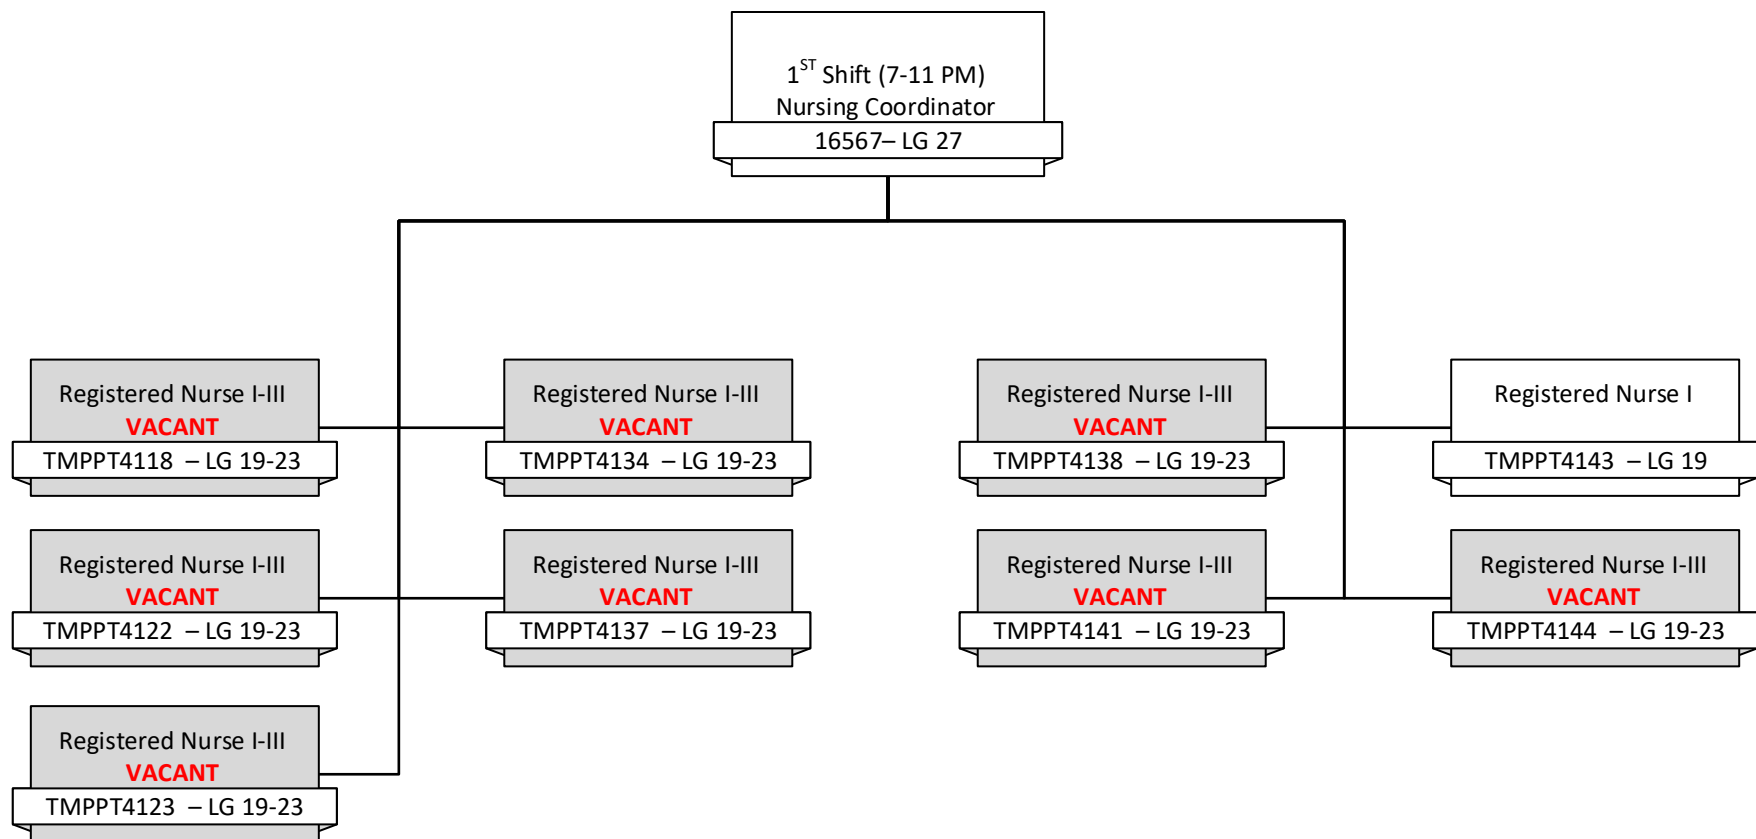 1ST Shift (7-11 PM)
Nursing Coordinator
16567– LG 27
Registered Nurse I-III
VACANT
TMPPT4118 – LG 19-23
Registered Nurse I-III
VACANT
TMPPT4134 – LG 19-23
Registered Nurse I-III
VACANT
TMPPT4138 – LG 19-23
Registered Nurse I
TMPPT4143 – LG 19
Registered Nurse I-III
VACANT
TMPPT4122 – LG 19-23
Registered Nurse I-III
VACANT
TMPPT4137 – LG 19-23
Registered Nurse I-III
VACANT
TMPPT4141 – LG 19-23
Registered Nurse I-III
VACANT
TMPPT4144 – LG 19-23
Registered Nurse I-III
VACANT
TMPPT4123 – LG 19-23